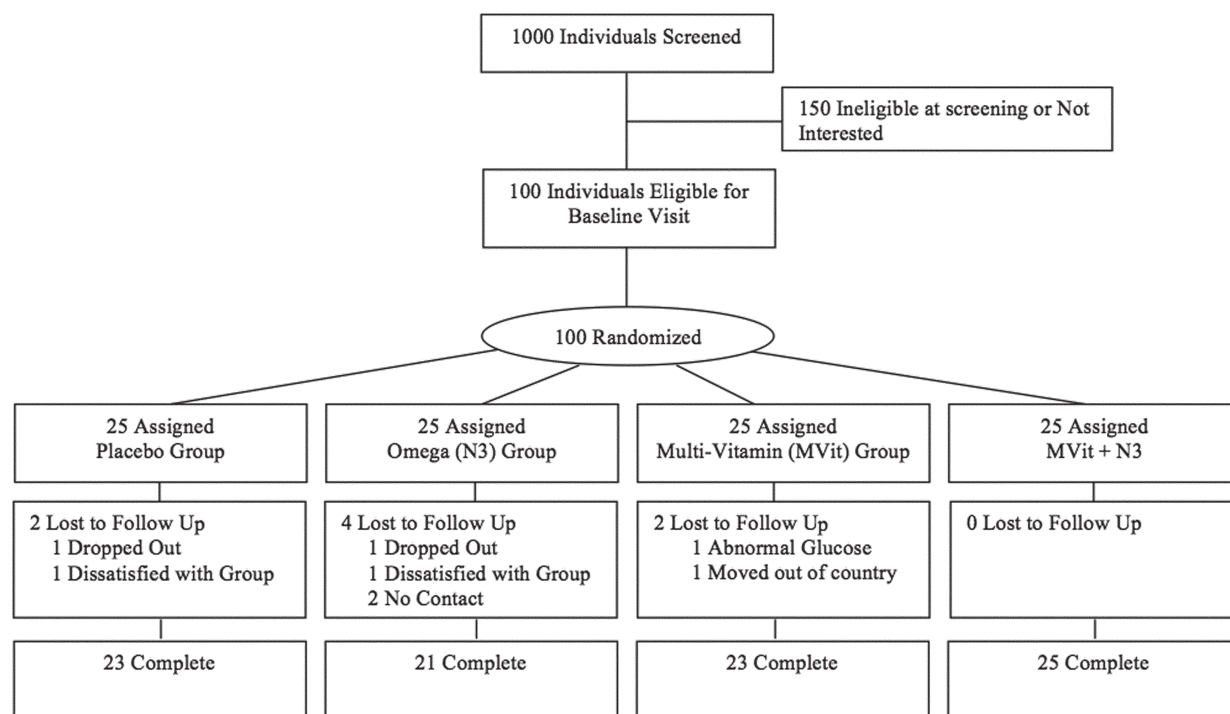 1000 Individuals Screened
150 Ineligible at screening or Not
Interested
100 Individuals Eligible for
Baseline Visit
100 Randomized
25 Assigned
Placebo Group
25 Assigned
Omega (N3) Group
25 Assigned
Multi-Vitamin (MVit) Group
25 Assigned
MVit + N3
2 Lost to Follow Up
1 Dropped Out
1 Dissatisfied with Group
4 Lost to Follow Up
1 Dropped Out
1 Dissatisfied with Group
2 No Contact
2 Lost to Follow Up
1 Abnormal Glucose
1 Moved out of country
0 Lost to Follow Up
23 Complete
21 Complete
23 Complete
25 Complete